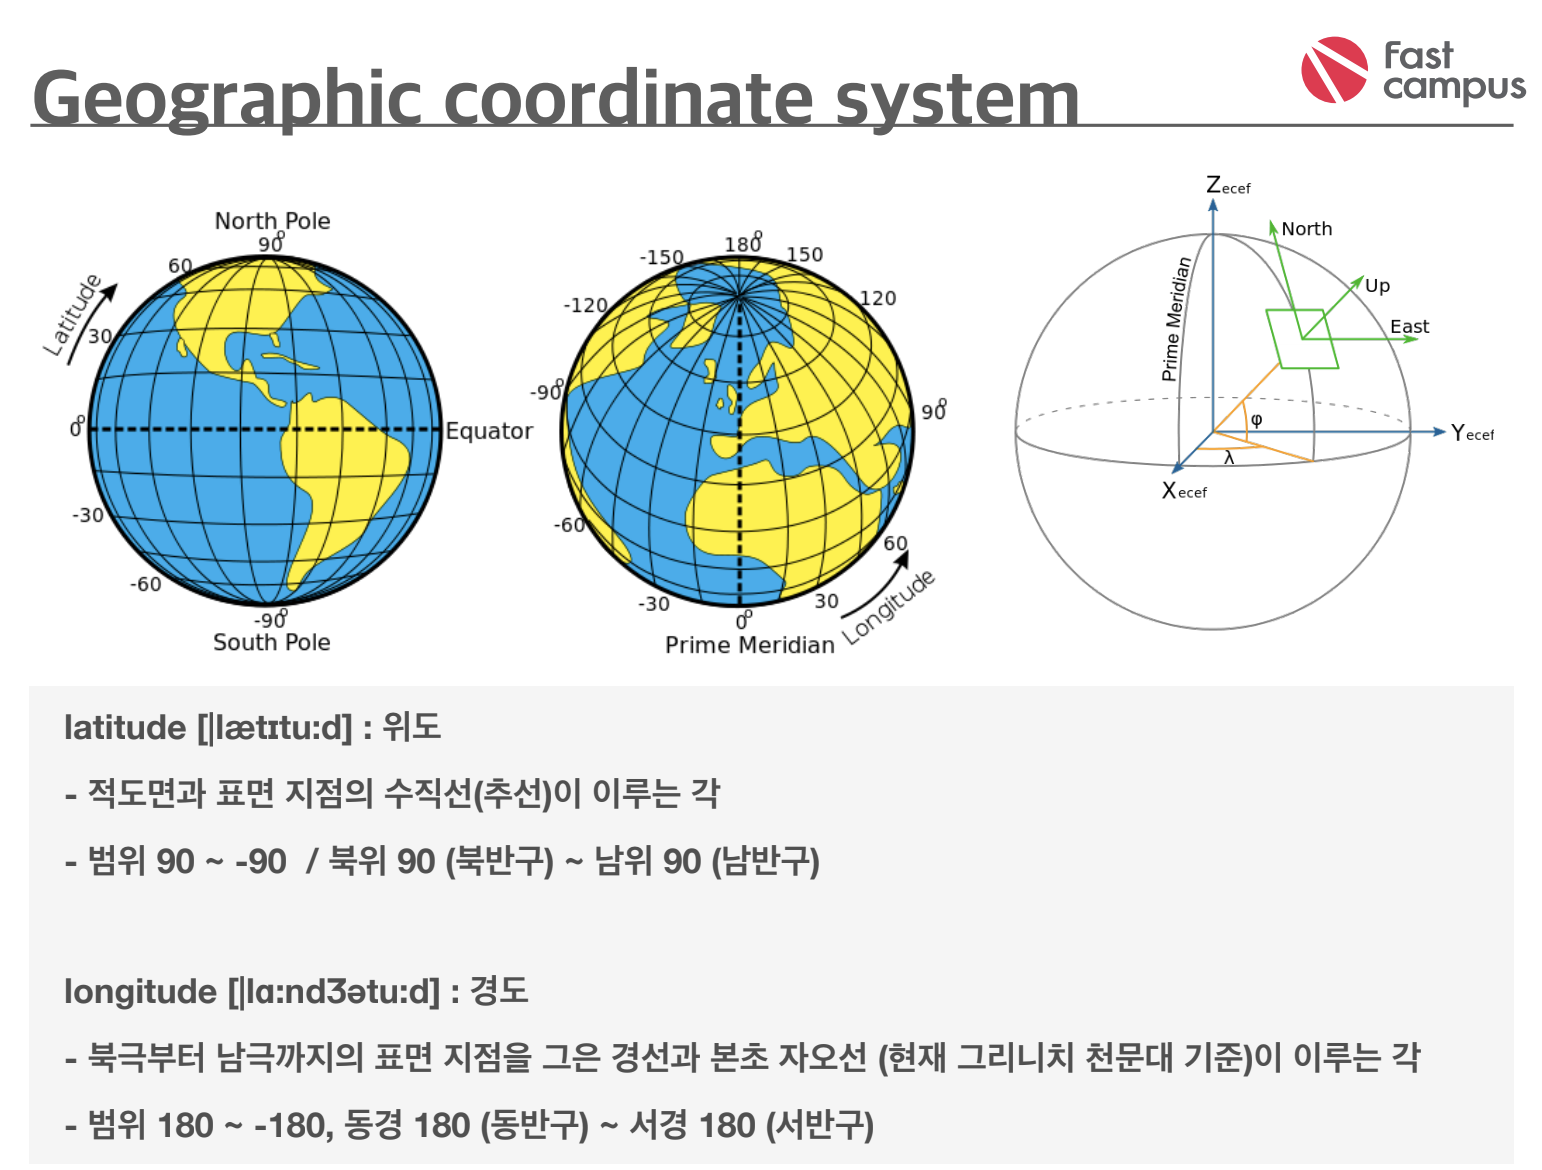 Geographic coordinate system
Fast
campus
North Pole
90°
60
Latitude
30
0°
Equator
-30
-60
-90°
South Pole
180°
-150
150
-120
120
-90°
90°
-60
60
-30
30
0°
Longitude
Prime Meridian
Zecef
North
Up
East
Prime Meridian
φ
Yecef
λ
Xecef
latitude [|lætɪtu:d] : 위도
- 적도면과 표면 지점의 수직선(추선)이 이루는 각
- 범위 90 ~ -90 / 북위 90 (북반구) ~ 남위 90 (남반구)
longitude [|lɑ:ndƷətu:d] : 경도
- 북극부터 남극까지의 표면 지점을 그은 경선과 본초 자오선 (현재 그리니치 천문대 기준)이 이루는 각
- 범위 180 ~ -180, 동경 180 (동반구) ~ 서경 180 (서반구)